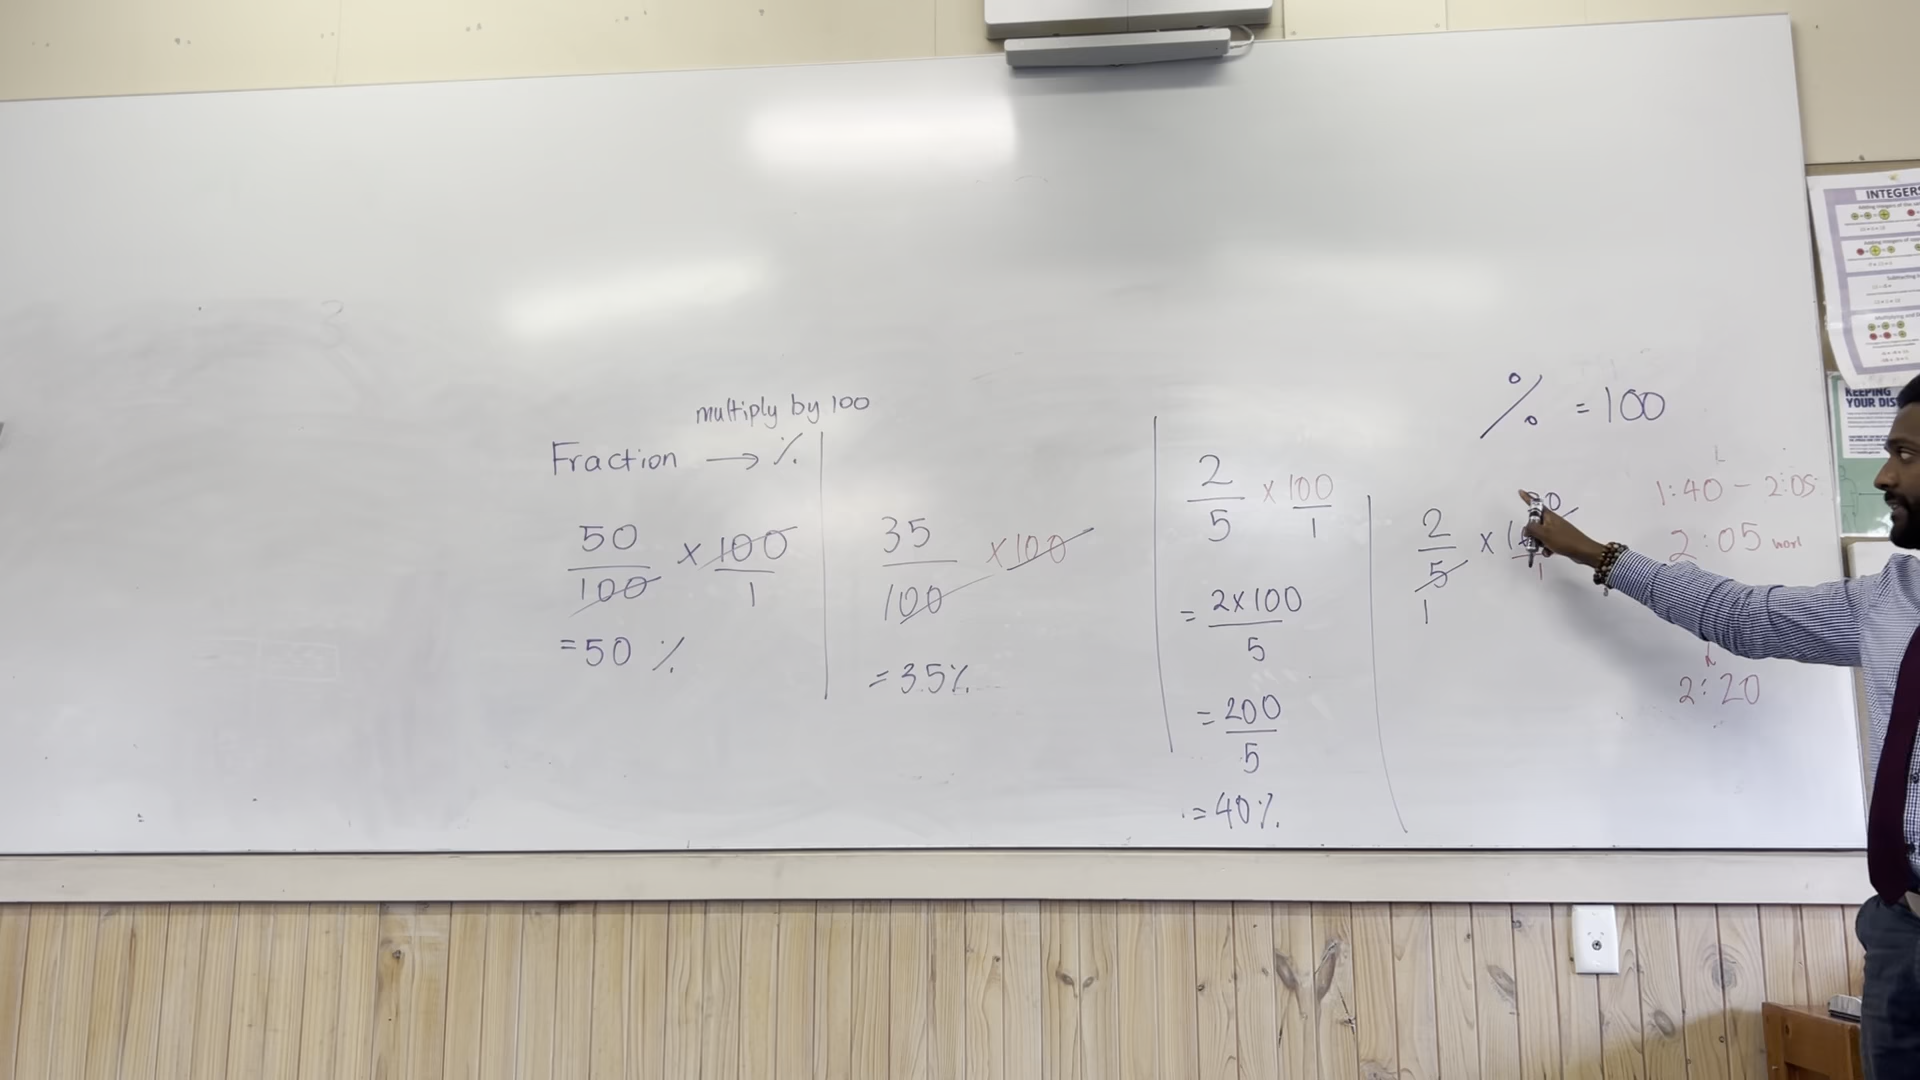 multiply by 100
Fraction → %
50/100 × 100/1
= 50 %
35/100 × 100
= 35%
2/5 × 100/1
= 2×100/5
= 200/5
= 40%
% = 100
2/5 ×
1
1
1:40 - 2:05
2:05
2:20
INTEGERS
KEEPING
YOUR DIS